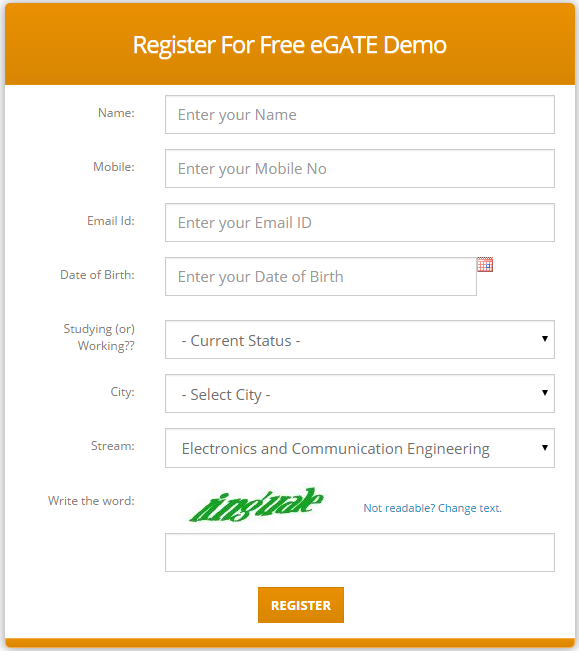 Register For Free eGATE Demo
Name:
Enter your Name
Mobile:
Enter your Mobile No
Email Id:
Enter your Email ID
Date of Birth:
Enter your Date of Birth
Studying (or)
Working??
- Current Status -
City:
- Select City -
Stream:
Electronics and Communication Engineering
Write the word:
Not readable? Change text.
REGISTER